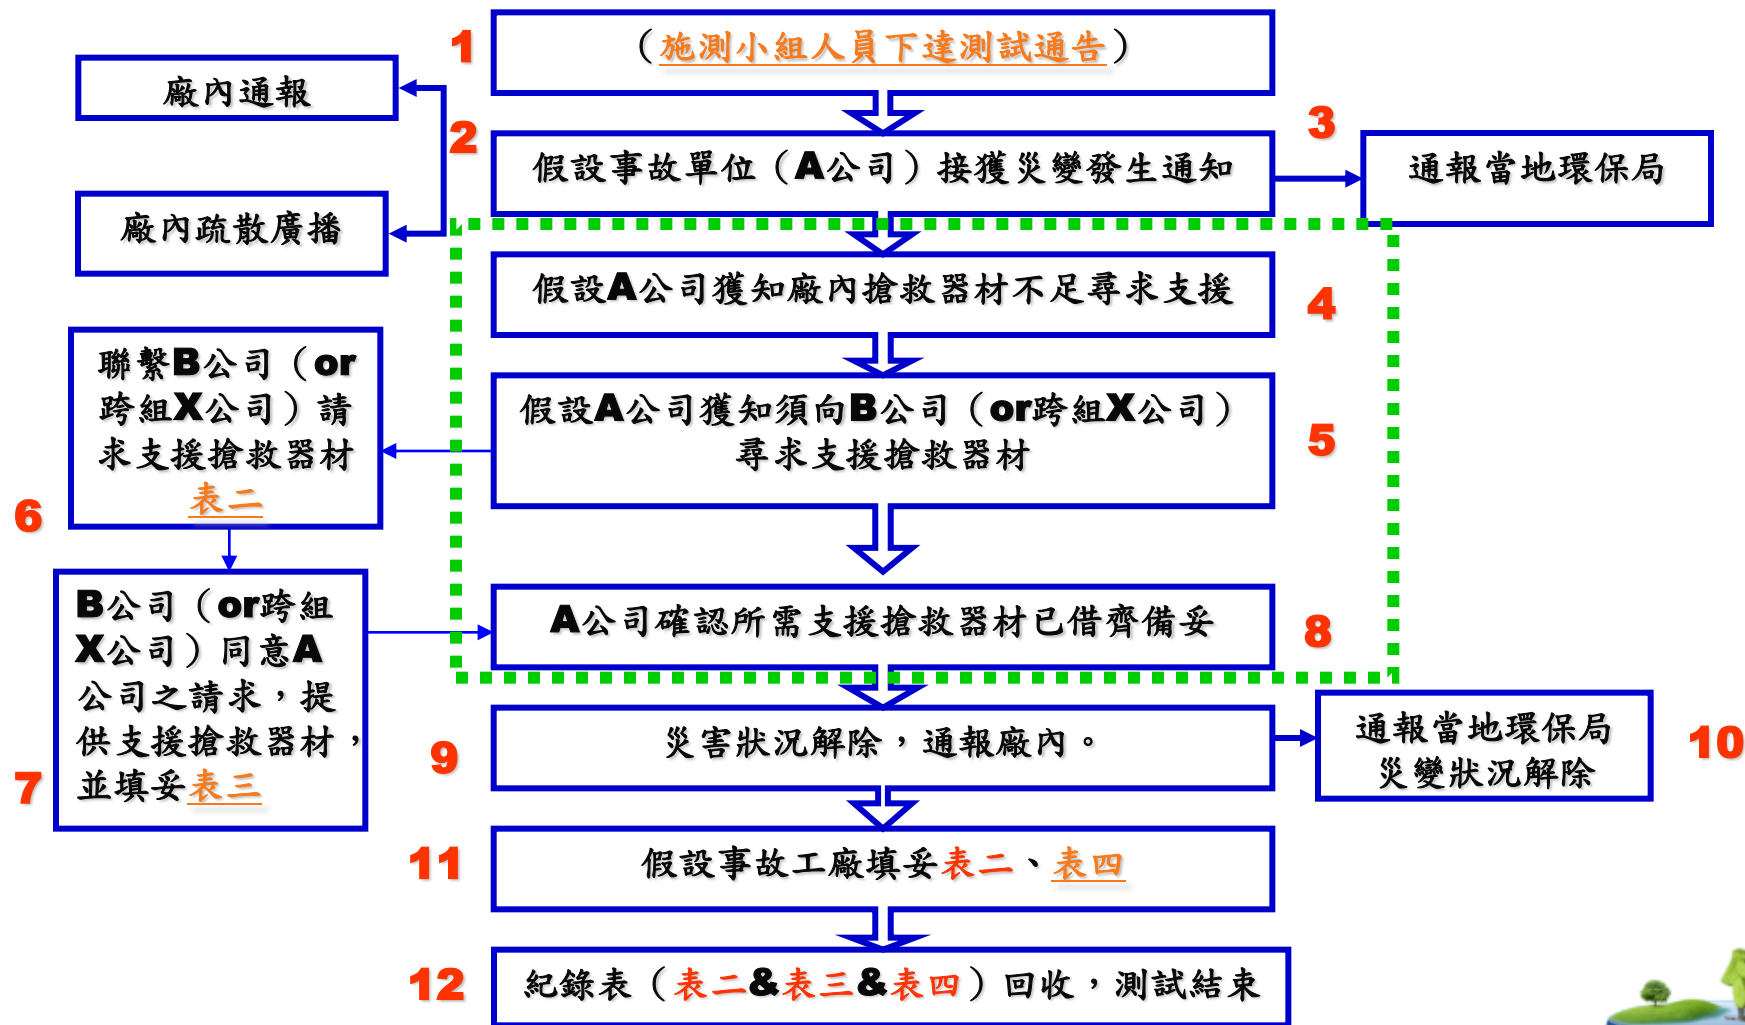 1
（施測小組人員下達測試通告）
廠內通報
2
假設事故單位（A公司）接獲災變發生通知
3
通報當地環保局
廠內疏散廣播
假設A公司獲知廠內搶救器材不足尋求支援
4
假設A公司獲知須向B公司（or跨組X公司）
尋求支援搶救器材
5
聯繫B公司（or
跨組X公司）請
求支援搶救器材
表二
6
B公司（or跨組
X公司）同意A
公司之請求，提
供支援搶救器材，
並填妥表三
7
A公司確認所需支援搶救器材已借齊備妥
8
9
災害狀況解除，通報廠內。
通報當地環保局
災變狀況解除
10
11
假設事故工廠填妥表二、表四
12
紀錄表（表二&表三&表四）回收，測試結束